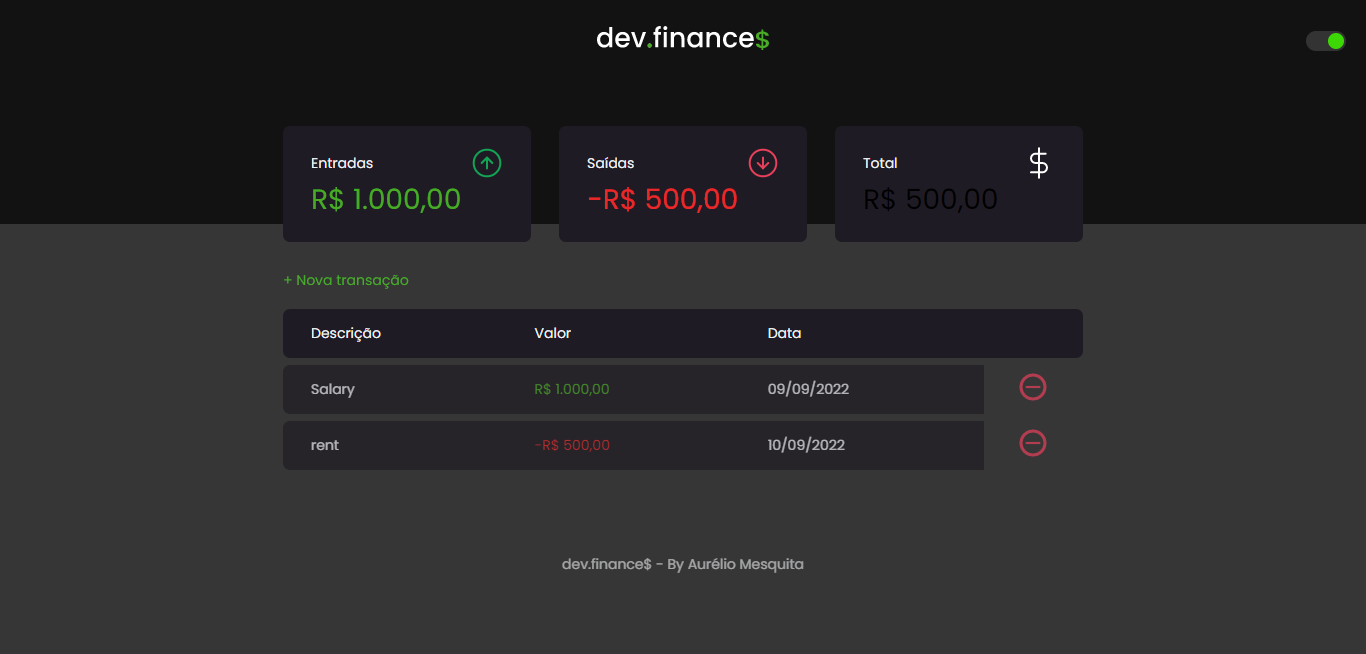 dev.finance$
Entradas
R$ 1.000,00
Saídas
-R$ 500,00
Total
R$ 500,00
+ Nova transação
Descrição Valor Data
Salary R$ 1.000,00 09/09/2022
rent -R$ 500,00 10/09/2022
dev.finance$ - By Aurélio Mesquita